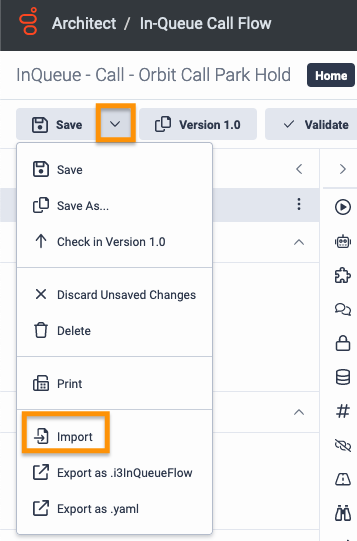 Architect / In-Queue Call Flow
InQueue - Call - Orbit Call Park Hold Home
Save Version 1.0 Validate
Save
Save As...
Check in Version 1.0
Discard Unsaved Changes
Delete
Print
Import
Export as .i3InQueueFlow
Export as .yaml